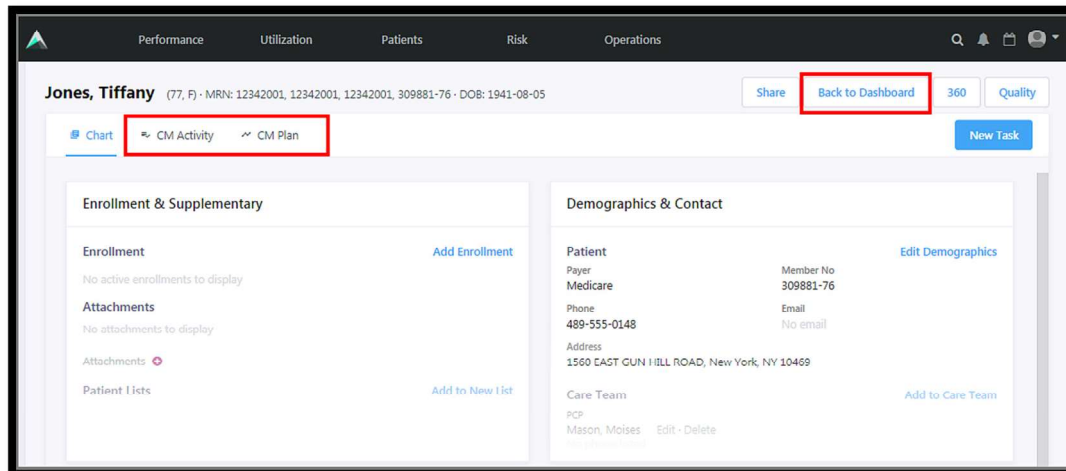 Performance Utilization Patients Risk Operations
Jones, Tiffany (77, F) · MRN: 12342001, 12342001, 12342001, 309881-76 · DOB: 1941-08-05
Share Back to Dashboard 360 Quality
Chart CM Activity CM Plan New Task
Enrollment & Supplementary
Enrollment Add Enrollment
No active enrollments to display
Attachments
No attachments to display
Attachments
Patient Lists Add to New List
Demographics & Contact
Patient Edit Demographics
Payer Member No
Medicare 309881-76
Phone Email
489-555-0148 No email
Address
1560 EAST GUN HILL ROAD, New York, NY 10469
Care Team Add to Care Team
PCP
Mason, Moises Edit · Delete